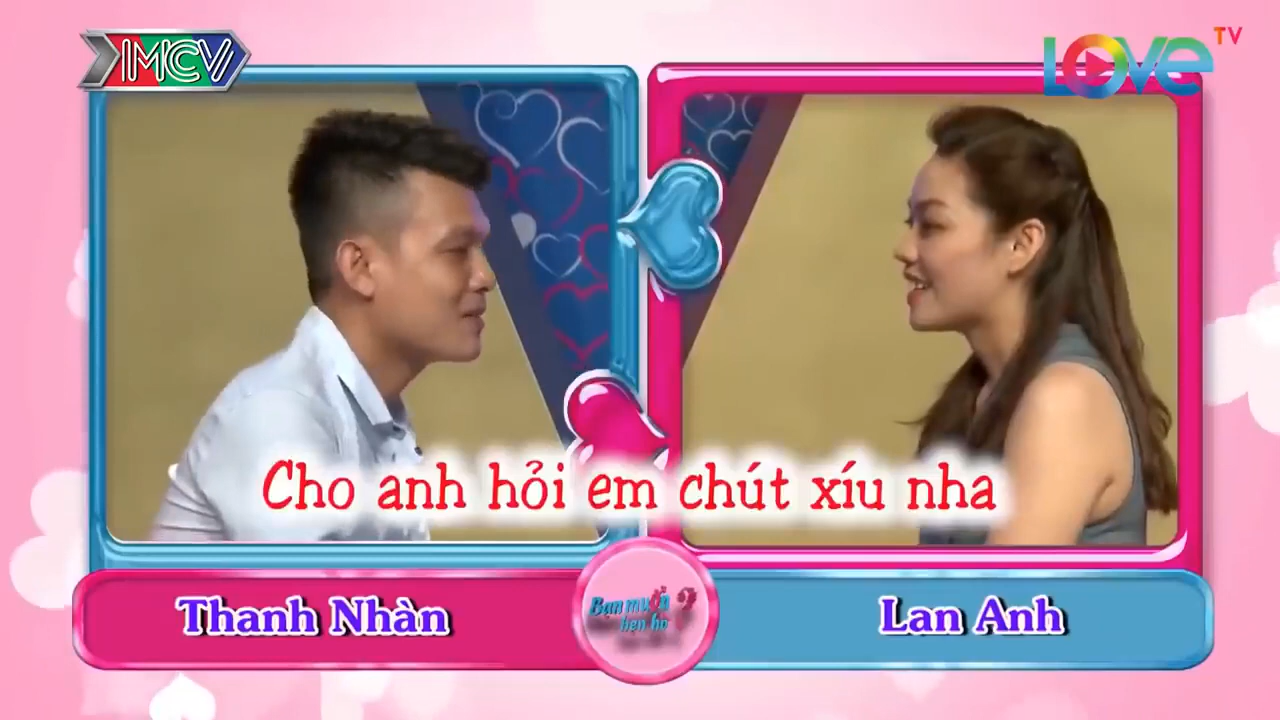 MCV
LOVE TV
Cho anh hỏi em chút xíu nha
Thanh Nhàn
Bạn muốn
hẹn hò ?
Lan Anh